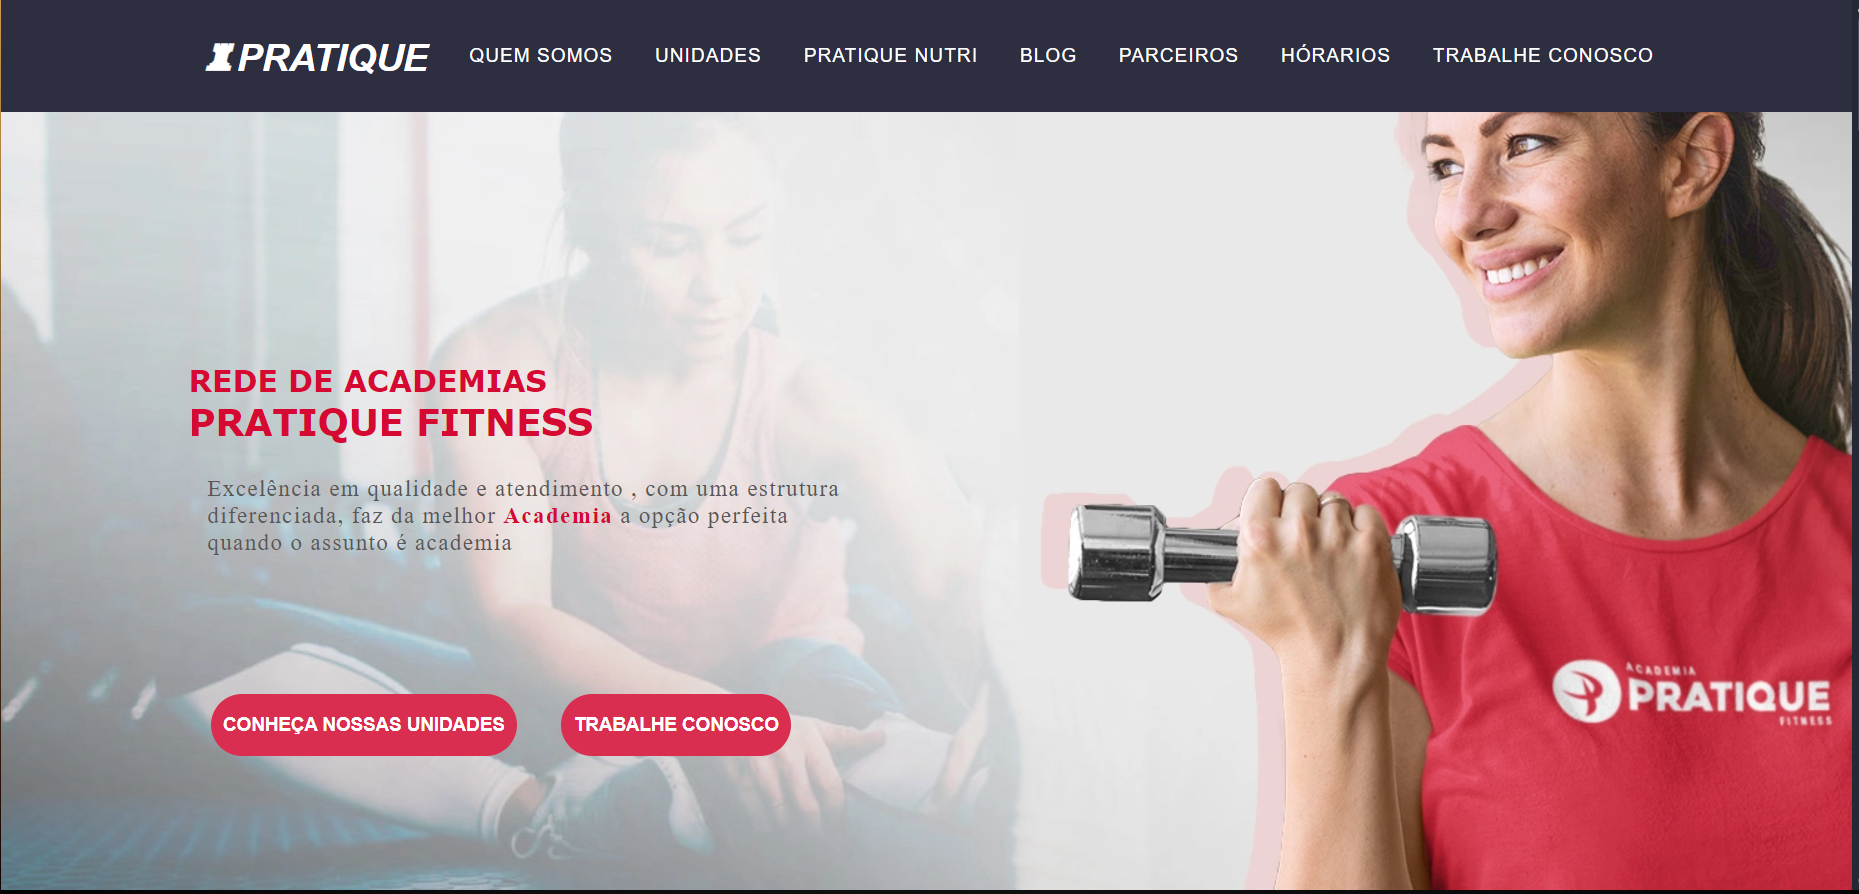 PRATIQUE
QUEM SOMOS
UNIDADES
PRATIQUE NUTRI
BLOG
PARCEIROS
HÓRARIOS
TRABALHE CONOSCO
REDE DE ACADEMIAS
PRATIQUE FITNESS
Excelência em qualidade e atendimento , com uma estrutura
diferenciada, faz da melhor Academia a opção perfeita
quando o assunto é academia
CONHEÇA NOSSAS UNIDADES
TRABALHE CONOSCO
ACADEMIA
PRATIQUE
FITNESS